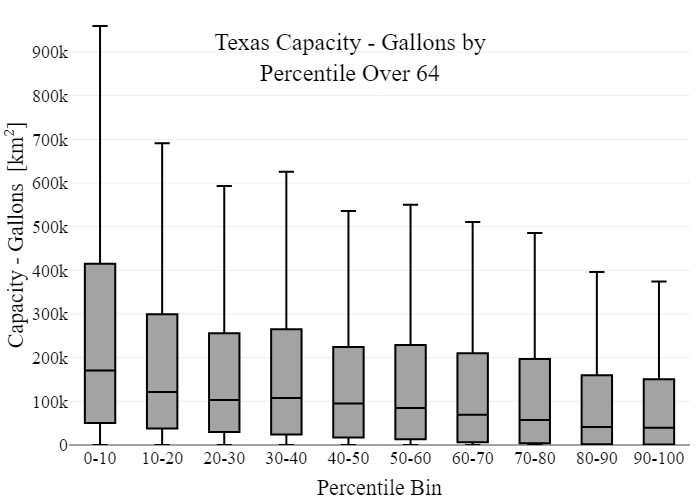 Texas Capacity - Gallons by
Percentile Over 64
Capacity - Gallons [km²]
900k
800k
700k
600k
500k
400k
300k
200k
100k
0
0-10 10-20 20-30 30-40 40-50 50-60 60-70 70-80 80-90 90-100
Percentile Bin